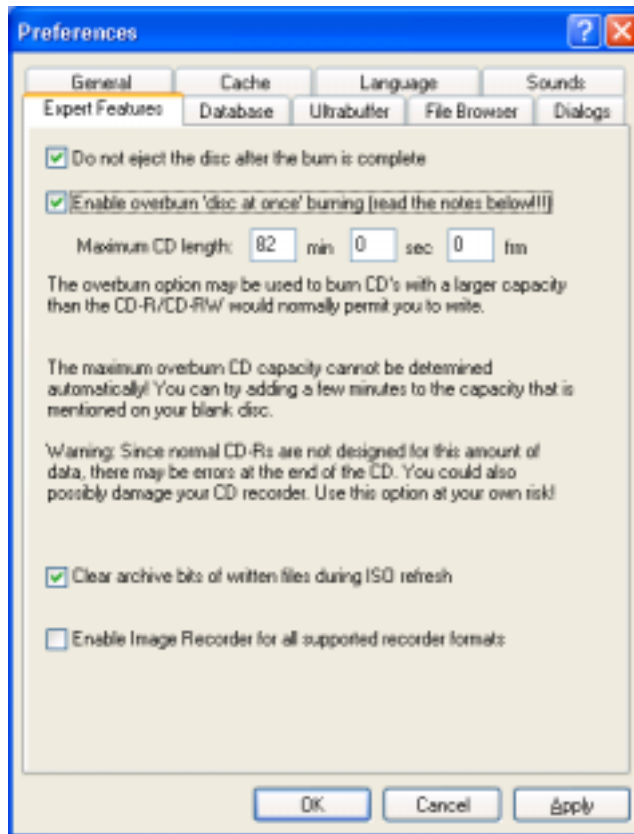 Preferences
General Cache Language Sounds
Expert Features Database Ultrabuffer File Browser Dialogs
Do not eject the disc after the burn is complete
Enable overburn 'disc at once' burning (read the notes below!!!)
Maximum CD length: 82 min 0 sec 0 frm
The overburn option may be used to burn CD's with a larger capacity
than the CD-R/CD-RW would normally permit you to write.
The maximum overburn CD capacity cannot be determined
automatically! You can try adding a few minutes to the capacity that is
mentioned on your blank disc.
Warning: Since normal CD-Rs are not designed for this amount of
data, there may be errors at the end of the CD. You could also
possibly damage your CD recorder. Use this option at your own risk!
Clear archive bits of written files during ISO refresh
Enable Image Recorder for all supported recorder formats
OK Cancel Apply